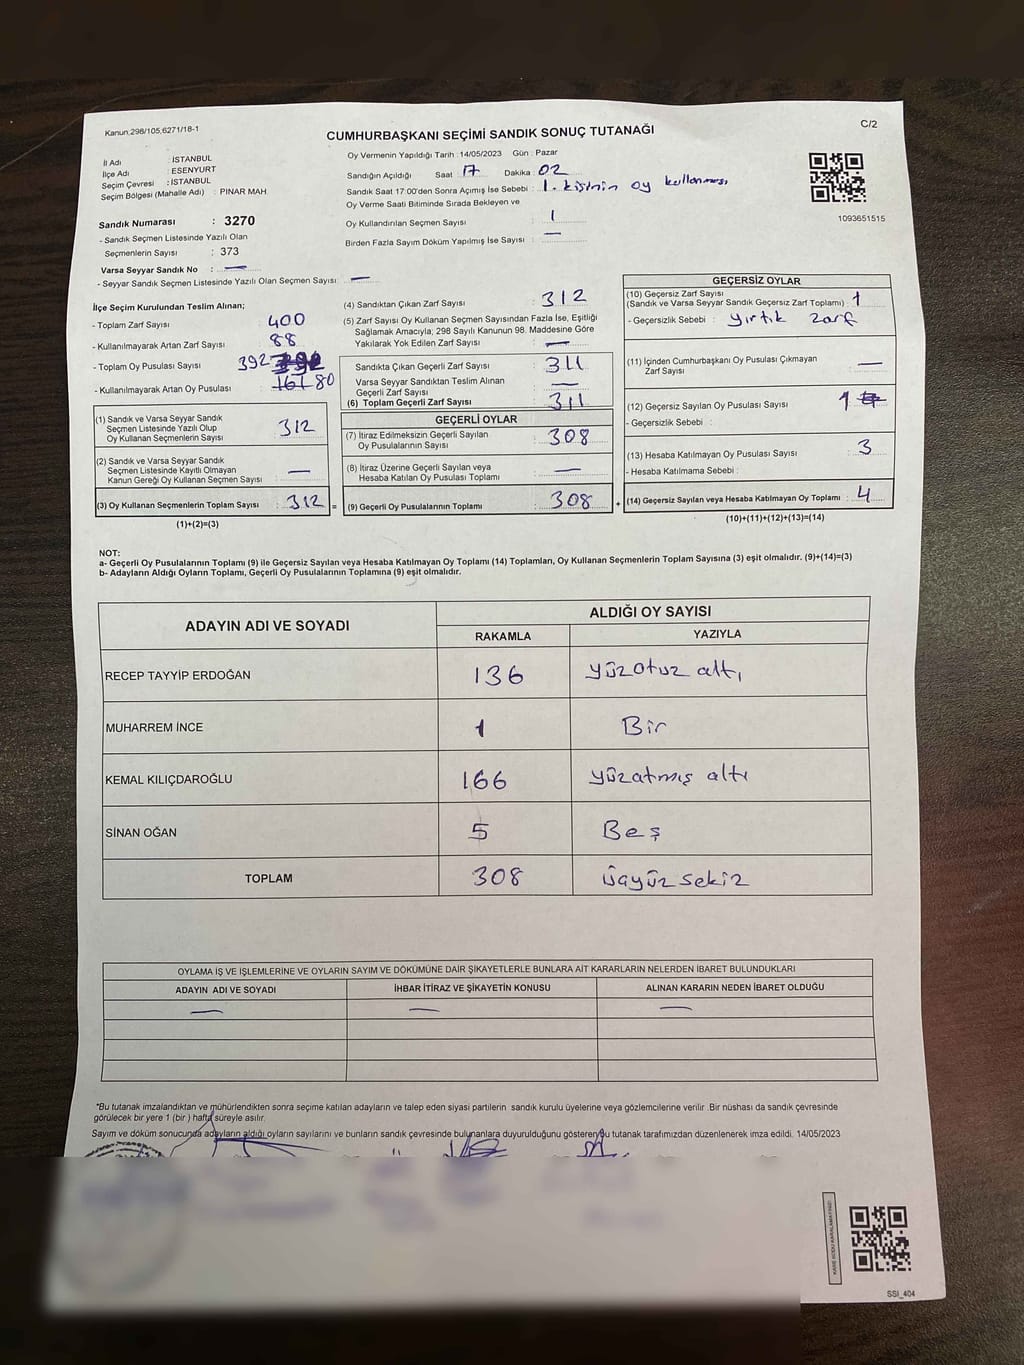 Kanun,298/105,6271/18-1
CUMHURBAŞKANI SEÇİMİ SANDIK SONUÇ TUTANAĞI
C/2
İl Adı : İSTANBUL
İlçe Adı : ESENYURT
Seçim Çevresi : İSTANBUL
Seçim Bölgesi (Mahalle Adı) : PINAR MAH
Sandık Numarası : 3270
- Sandık Seçmen Listesinde Yazılı Olan
Seçmenlerin Sayısı : 373
Varsa Seyyar Sandık No : —
- Seyyar Sandık Seçmen Listesinde Yazılı Olan Seçmen Sayısı: —
Oy Vermenin Yapıldığı Tarih :14/05/2023 Gün : Pazar
Sandığın Açıldığı Saat 17 Dakika : 02
Sandık Saat 17:00'den Sonra Açımış İse Sebebi : 1. kişinin oy kullanması
Oy Verme Saati Bitiminde Sırada Bekleyen ve
Oy Kullandırılan Seçmen Sayısı : 1
Birden Fazla Sayım Döküm Yapılmış İse Sayısı : —
1093651515
İlçe Seçim Kurulundan Teslim Alınan;
- Toplam Zarf Sayısı : 400
- Kullanılmayarak Artan Zarf Sayısı : 88
- Toplam Oy Pusulası Sayısı : 392
- Kullanılmayarak Artan Oy Pusulası : 80
(1) Sandık ve Varsa Seyyar Sandık
Seçmen Listesinde Yazılı Olup
Oy Kullanan Seçmenlerin Sayısı : 312
(2) Sandık ve Varsa Seyyar Sandık
Seçmen Listesinde Kayıtlı Olmayan
Kanun Gereği Oy Kullanan Seçmen Sayısı : —
(3) Oy Kullanan Seçmenlerin Toplam Sayısı : 312 =
(1)+(2)=(3)
(4) Sandıktan Çıkan Zarf Sayısı : 312
(5) Zarf Sayısı Oy Kullanan Seçmen Sayısından Fazla İse, Eşitliği
Sağlamak Amacıyla; 298 Sayılı Kanunun 98. Maddesine Göre
Yakılarak Yok Edilen Zarf Sayısı : —
Sandıkta Çıkan Geçerli Zarf Sayısı : 311
Varsa Seyyar Sandıktan Teslim Alınan
Geçerli Zarf Sayısı : —
(6) Toplam Geçerli Zarf Sayısı : 311
GEÇERLİ OYLAR
(7) İtiraz Edilmeksizin Geçerli Sayılan
Oy Pusulalarının Sayısı : 308
(8) İtiraz Üzerine Geçerli Sayılan veya
Hesaba Katılan Oy Pusulası Toplamı : —
(9) Geçerli Oy Pusulalarının Toplamı : 308 +
GEÇERSİZ OYLAR
(10) Geçersiz Zarf Sayısı
(Sandık ve Varsa Seyyar Sandık Geçersiz Zarf Toplamı) : 1
- Geçersizlik Sebebi : yırtık zarf
(11) İçinden Cumhurbaşkanı Oy Pusulası Çıkmayan
Zarf Sayısı : —
(12) Geçersiz Sayılan Oy Pusulası Sayısı : 1
- Geçersizlik Sebebi :
(13) Hesaba Katılmayan Oy Pusulası Sayısı : 3
- Hesaba Katılmama Sebebi :
(14) Geçersiz Sayılan veya Hesaba Katılmayan Oy Toplamı : 4
(10)+(11)+(12)+(13)=(14)
NOT:
a- Geçerli Oy Pusulalarının Toplamı (9) ile Geçersiz Sayılan veya Hesaba Katılmayan Oy Toplamı (14) Toplamları, Oy Kullanan Seçmenlerin Toplam Sayısına (3) eşit olmalıdır. (9)+(14)=(3)
b- Adayların Aldığı Oyların Toplamı, Geçerli Oy Pusulalarının Toplamına (9) eşit olmalıdır.
ADAYIN ADI VE SOYADI ALDIĞI OY SAYISI
RAKAMLA YAZIYLA
RECEP TAYYİP ERDOĞAN 136 yüzotuz altı
MUHARREM İNCE 1 Bir
KEMAL KILIÇDAROĞLU 166 yüzatmış altı
SİNAN OĞAN 5 Beş
TOPLAM 308 üçyüz sekiz
OYLAMA İŞ VE İŞLEMLERİNE VE OYLARIN SAYIM VE DÖKÜMÜNE DAİR ŞİKAYETLERLE BUNLARA AİT KARARLARIN NELERDEN İBARET BULUNDUKLARI
ADAYIN ADI VE SOYADI İHBAR İTİRAZ VE ŞİKAYETİN KONUSU ALINAN KARARIN NEDEN İBARET OLDUĞU
— — —
*Bu tutanak imzalandıktan ve mühürlendikten sonra seçime katılan adayların ve talep eden siyasi partilerin sandık kurulu üyelerine veya gözlemcilerine verilir .Bir nüshası da sandık çevresinde
görülecek bir yere 1 (bir ) hafta süreyle asılır.
Sayım ve döküm sonucunda adayların aldığı oyların sayılarını ve bunların sandık çevresinde bulunanlara duyurulduğunu gösteren bu tutanak tarafımızdan düzenlenerek imza edildi. 14/05/2023
SSI_404